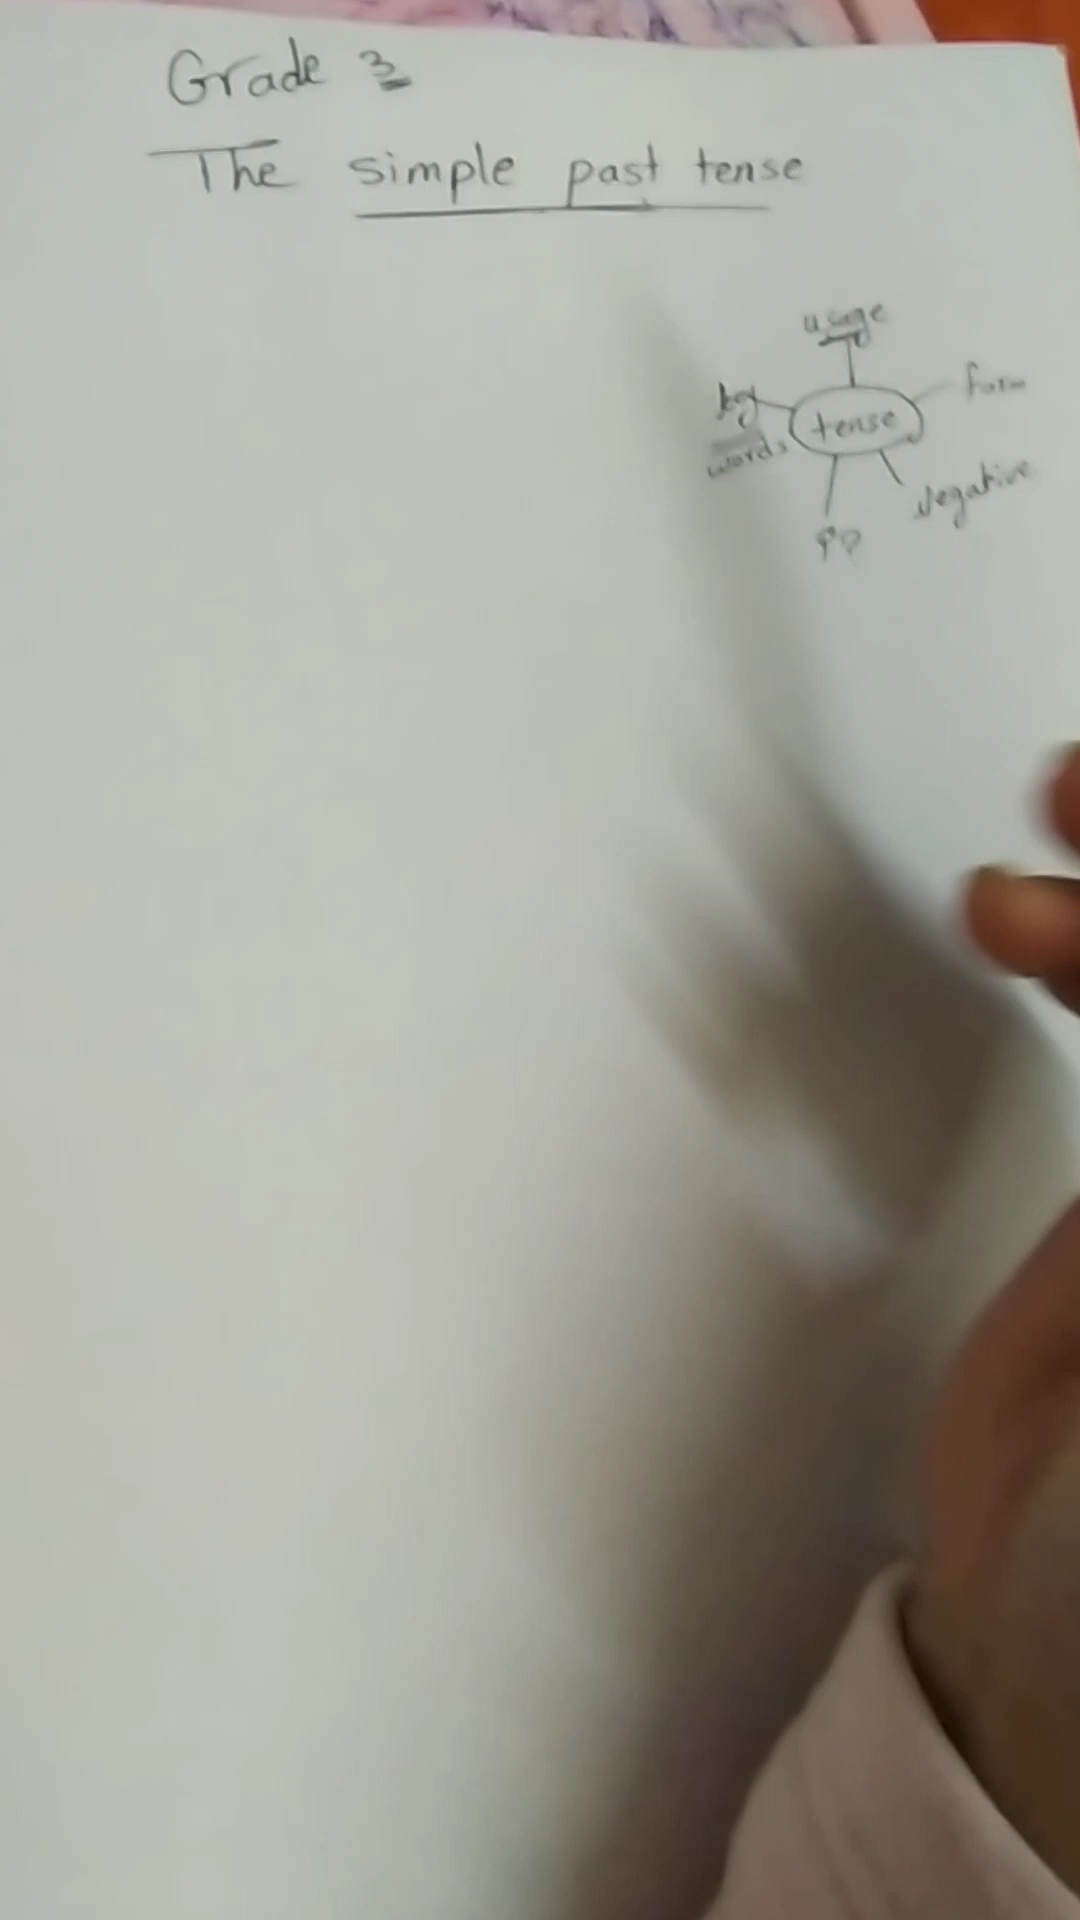 Grade 3
The simple past tense
usage
key
words
tense
form
Negative